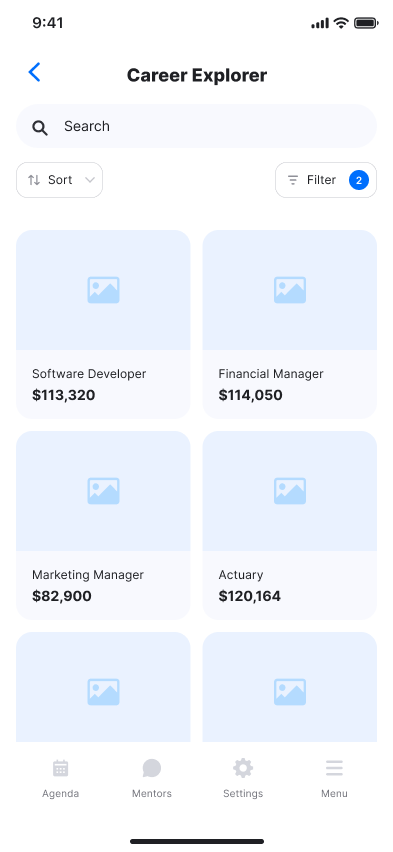 9:41
Career Explorer
Search
Sort
Filter 2
Software Developer
$113,320
Financial Manager
$114,050
Marketing Manager
$82,900
Actuary
$120,164
Agenda
Mentors
Settings
Menu